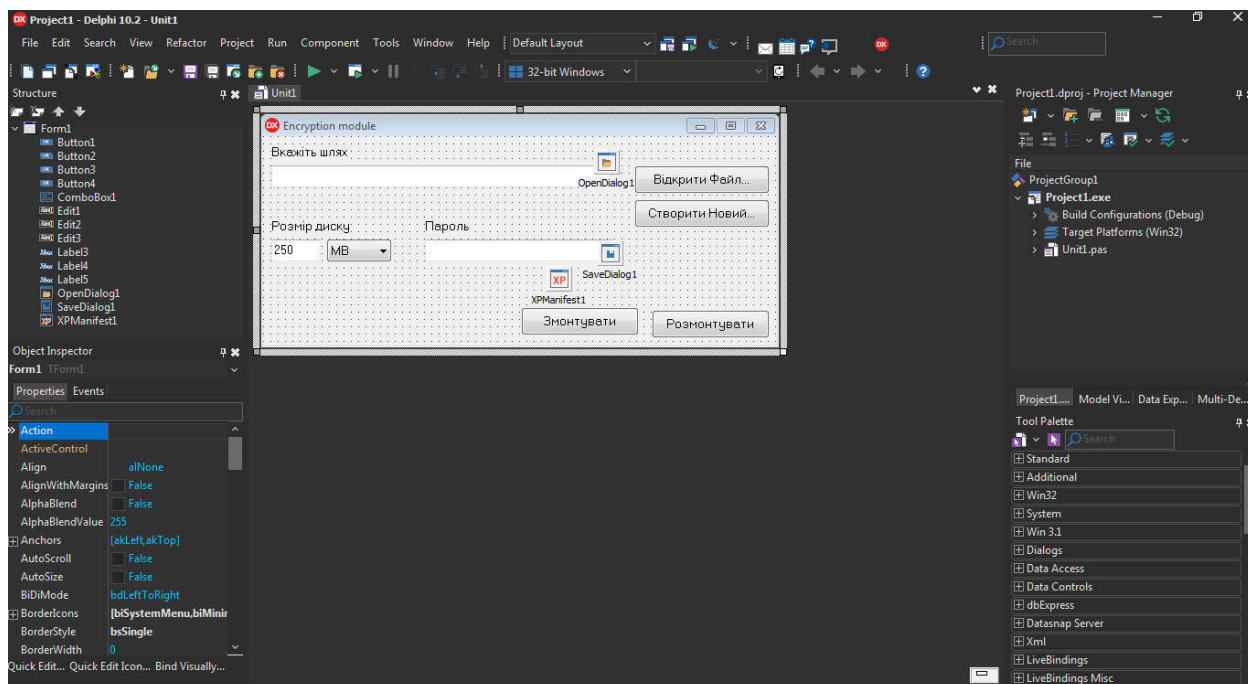 Project1 - Delphi 10.2 - Unit1
File Edit Search View Refactor Project Run Component Tools Window Help Default Layout Search
32-bit Windows
Structure
Form1
Button1
Button2
Button3
Button4
ComboBox1
Edit1
Edit2
Edit3
Label3
Label4
Label5
OpenDialog1
SaveDialog1
XPManifest1
Object Inspector
Form1 TForm1
Properties Events
Search
Action
ActiveControl
Align alNone
AlignWithMargins False
AlphaBlend False
AlphaBlendValue 255
Anchors [akLeft,akTop]
AutoScroll False
AutoSize False
BiDiMode bdLeftToRight
BorderIcons [biSystemMenu,biMinir
BorderStyle bsSingle
BorderWidth 0
Quick Edit... Quick Edit Icon... Bind Visually...
Unit1
Encryption module
Вкажіть шлях
OpenDialog1
Відкрити Файл...
Створити Новий...
Розмір диску
Пароль
250 MB
SaveDialog1
XP
XPManifest1
Змонтувати
Розмонтувати
Project1.dproj - Project Manager
File
ProjectGroup1
Project1.exe
Build Configurations (Debug)
Target Platforms (Win32)
Unit1.pas
Project1.... Model Vi... Data Exp... Multi-De...
Tool Palette
Search
Standard
Additional
Win32
System
Win 3.1
Dialogs
Data Access
Data Controls
dbExpress
Datasnap Server
Xml
LiveBindings
LiveBindings Misc